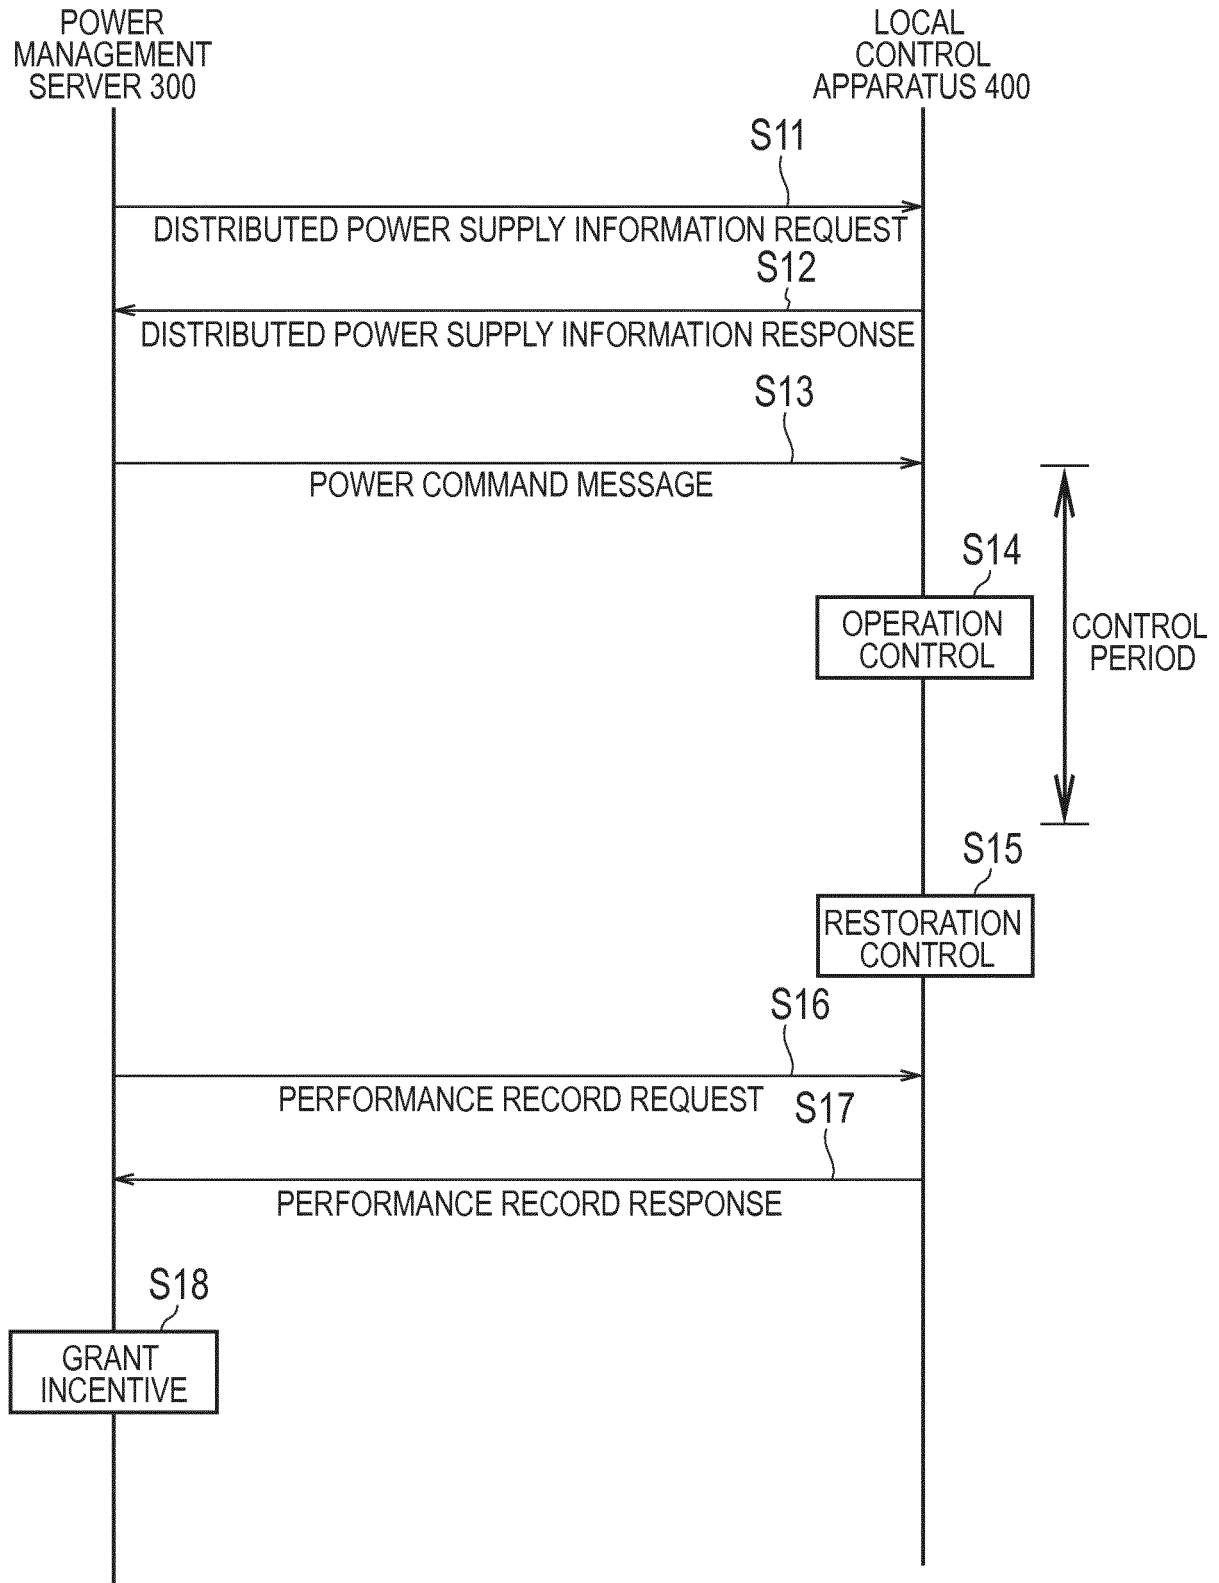 POWER
MANAGEMENT
SERVER 300
LOCAL
CONTROL
APPARATUS 400
S11
DISTRIBUTED POWER SUPPLY INFORMATION REQUEST
S12
DISTRIBUTED POWER SUPPLY INFORMATION RESPONSE
S13
POWER COMMAND MESSAGE
S14
OPERATION
CONTROL
CONTROL
PERIOD
S15
RESTORATION
CONTROL
S16
PERFORMANCE RECORD REQUEST
S17
PERFORMANCE RECORD RESPONSE
S18
GRANT
INCENTIVE